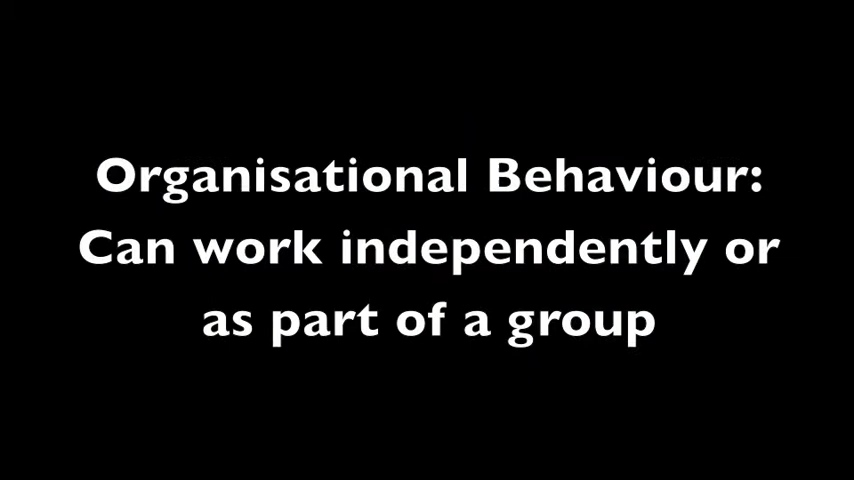 Organisational Behaviour:
Can work independently or
as part of a group